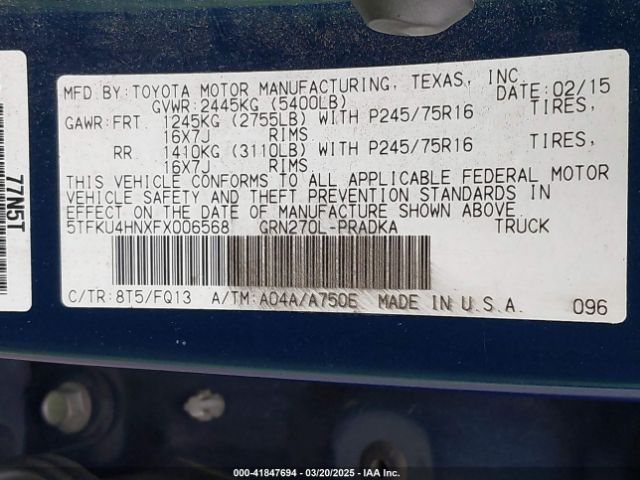 MFD.BY:TOYOTA MOTOR MANUFACTURING, TEXAS, INC.
GVWR:2445KG (5400LB) DATE:02/15
GAWR:FRT 1245KG (2755LB) WITH P245/75R16 TIRES,
16X7J RIMS
RR 1410KG (3110LB) WITH P245/75R16 TIRES,
16X7J RIMS
THIS VEHICLE CONFORMS TO ALL APPLICABLE FEDERAL MOTOR
VEHICLE SAFETY AND THEFT PREVENTION STANDARDS IN
EFFECT ON THE DATE OF MANUFACTURE SHOWN ABOVE.
5TFKU4HNXFX006568 GRN270L-PRADKA TRUCK
C/TR:8T5/FQ13 A/TM:A04A/A750E MADE IN U.S.A. 096
77N5T
000-41847694 - 03/20/2025 - IAA Inc.